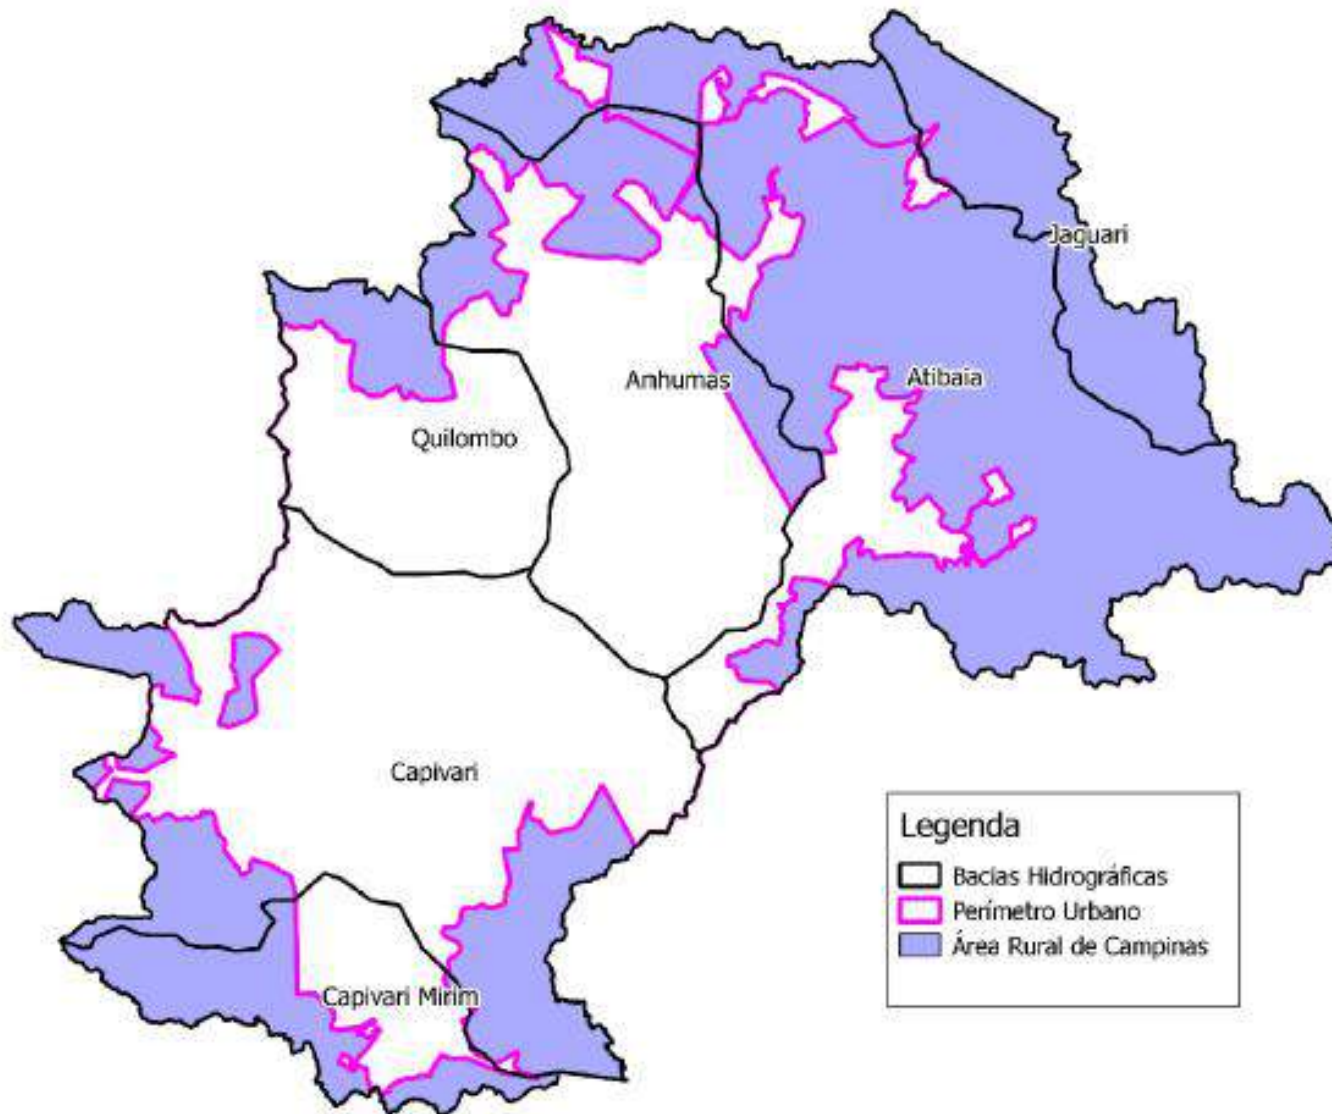 Jaguari
Anhumas
Atibaia
Quilombo
Capivari
Capivari Mirim
Legenda
Bacias Hidrográficas
Perímetro Urbano
Área Rural de Campinas